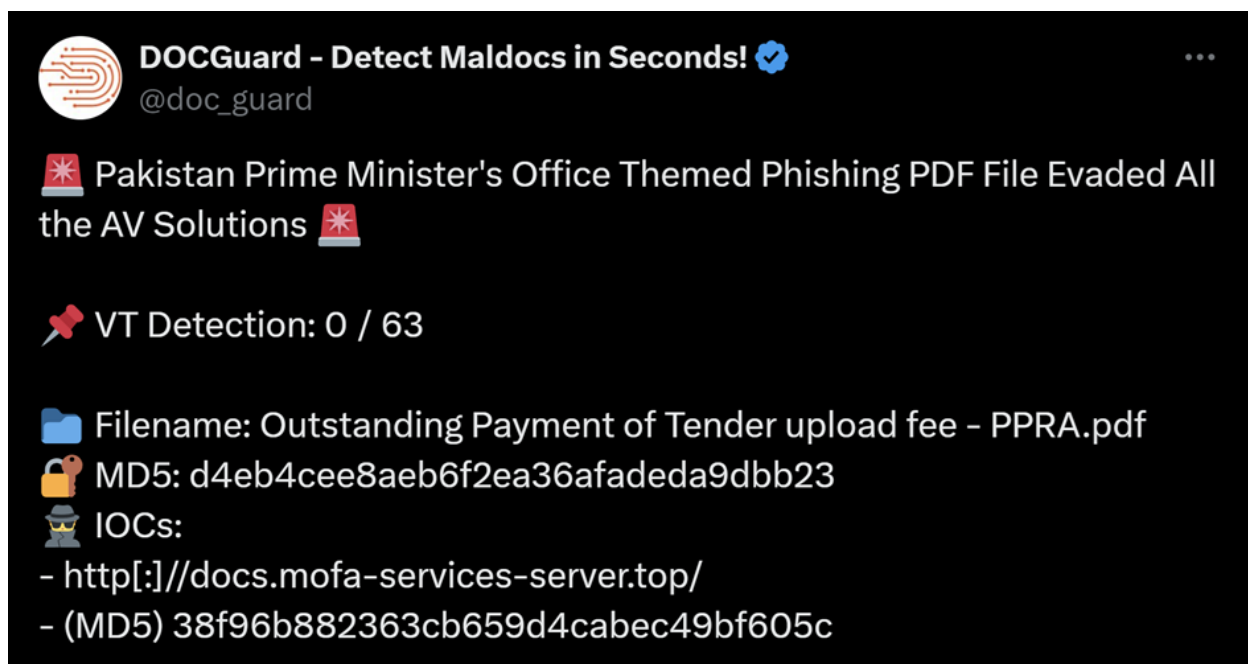 DOCGuard - Detect Maldocs in Seconds!
@doc_guard
🚨 Pakistan Prime Minister's Office Themed Phishing PDF File Evaded All
the AV Solutions 🚨
📌 VT Detection: 0 / 63
📁 Filename: Outstanding Payment of Tender upload fee - PPRA.pdf
🔐 MD5: d4eb4cee8aeb6f2ea36afadeda9dbb23
🕵️ IOCs:
- http[:]//docs.mofa-services-server.top/
- (MD5) 38f96b882363cb659d4cabec49bf605c